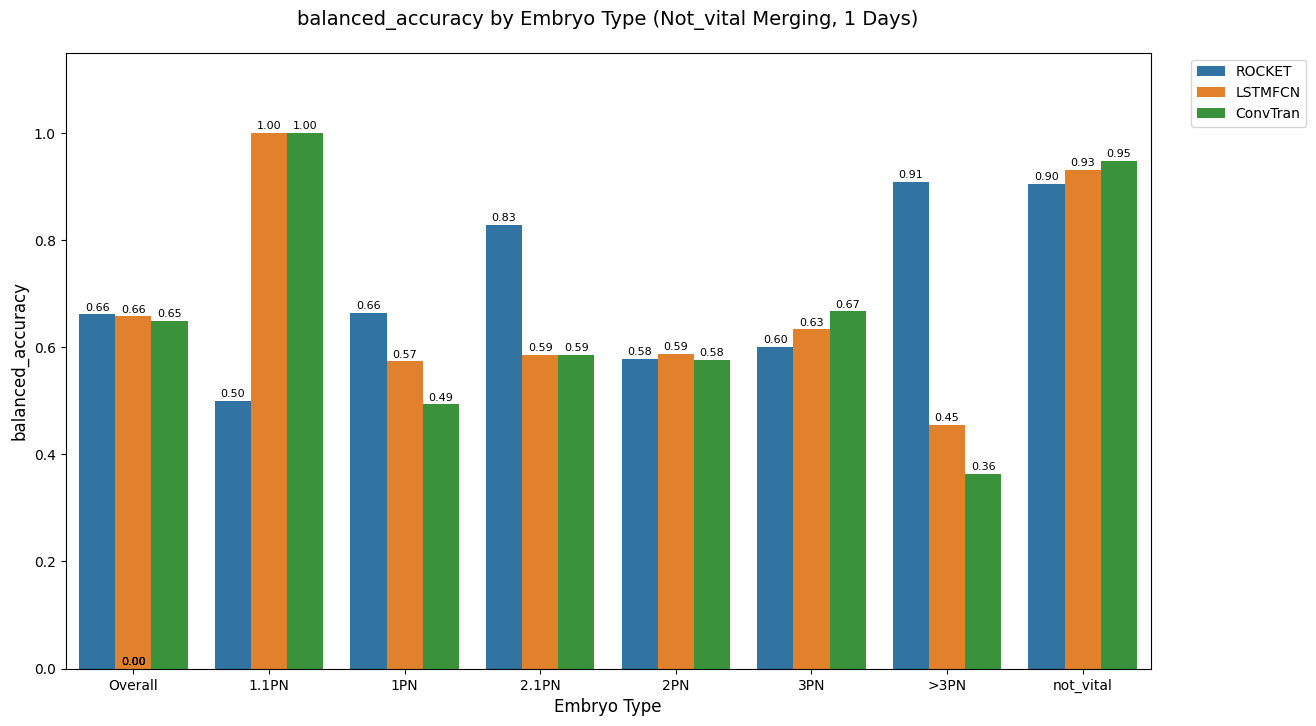 balanced_accuracy by Embryo Type (Not_vital Merging, 1 Days)
ROCKET
LSTMFCN
ConvTran
balanced_accuracy
1.0
0.8
0.6
0.4
0.2
0.0
0.66 0.66 0.65
0.50 1.00 1.00
0.66 0.57 0.49
0.83 0.59 0.59
0.58 0.59 0.58
0.60 0.63 0.67
0.91 0.45 0.36
0.90 0.93 0.95
0.00
Overall 1.1PN 1PN 2.1PN 2PN 3PN >3PN not_vital
Embryo Type